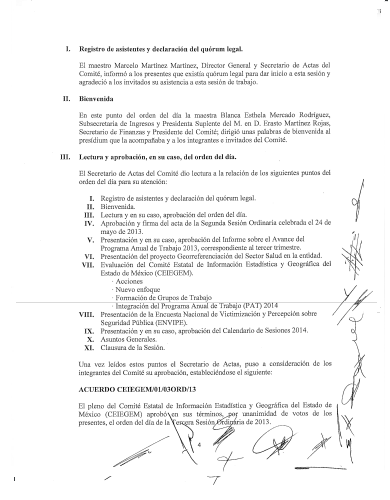 I. Registro de asistentes y declaración del quórum legal.
El maestro Marcelo Martínez Martínez, Director General y Secretario de Actas del
Comité, informó a los presentes que existía quórum legal para dar inicio a esta sesión y
agradeció a los invitados su asistencia a esta sesión de trabajo.
II. Bienvenida
En este punto del orden del día la maestra Blanca Esthela Mercado Rodríguez,
Subsecretaria de Ingresos y Presidenta Suplente del M. en D. Erasto Martínez Rojas,
Secretario de Finanzas y Presidente del Comité; dirigió unas palabras de bienvenida al
presídium que la acompañaba y a los integrantes e invitados del Comité.
III. Lectura y aprobación, en su caso, del orden del día.
El Secretario de Actas del Comité dio lectura a la relación de los siguientes puntos del
orden del día para su atención:
I. Registro de asistentes y declaración del quórum legal.
II. Bienvenida.
III. Lectura y en su caso, aprobación del orden del día.
IV. Aprobación y firma del acta de la Segunda Sesión Ordinaria celebrada el 24 de
mayo de 2013.
V. Presentación y en su caso, aprobación del Informe sobre el Avance del
Programa Anual de Trabajo 2013, correspondiente al tercer trimestre.
VI. Presentación del proyecto Georreferenciación del Sector Salud en la entidad.
VII. Evaluación del Comité Estatal de Información Estadística y Geográfica del
Estado de México (CEIEGEM).
- Acciones
- Nuevo enfoque
- Formación de Grupos de Trabajo
- Integración del Programa Anual de Trabajo (PAT) 2014
VIII. Presentación de la Encuesta Nacional de Victimización y Percepción sobre
Seguridad Pública (ENVIPE).
IX. Presentación y en su caso, aprobación del Calendario de Sesiones 2014.
X. Asuntos Generales.
XI. Clausura de la Sesión.
Una vez leídos estos puntos el Secretario de Actas, puso a consideración de los
integrantes del Comité su aprobación, estableciéndose el siguiente:
ACUERDO CEIEGEM/01/03ORD/13
El pleno del Comité Estatal de Información Estadística y Geográfica del Estado de
México (CEIEGEM) aprobó en sus términos, por unanimidad de votos de los
presentes, el orden del día de la Tercera Sesión Ordinaria de 2013.
4